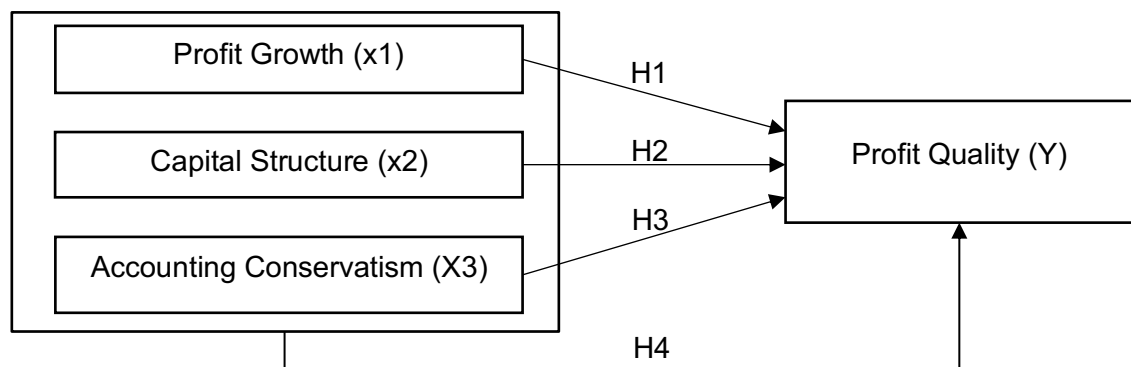 Profit Growth (x1)
H1
Capital Structure (x2)
H2
Profit Quality (Y)
H3
Accounting Conservatism (X3)
H4